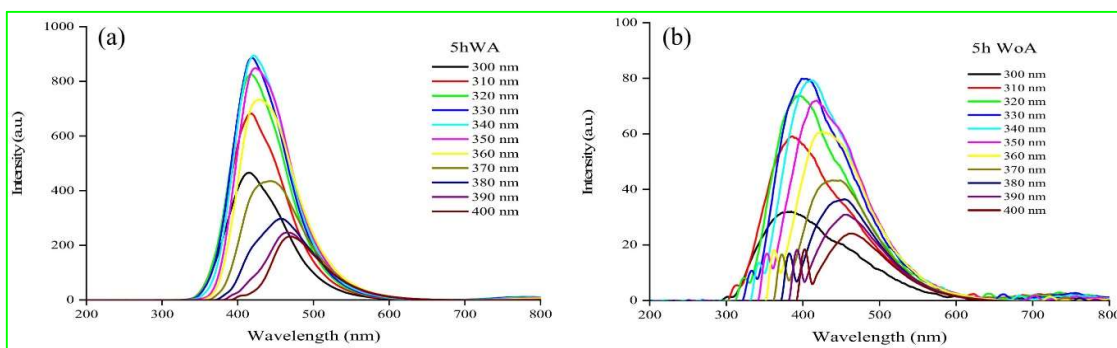 (a)
5hWA
300 nm
310 nm
320 nm
330 nm
340 nm
350 nm
360 nm
370 nm
380 nm
390 nm
400 nm
1000
800
600
400
200
0
Intensity (a.u.)
200 300 400 500 600 700 800
Wavelength (nm)
(b)
5h WoA
300 nm
310 nm
320 nm
330 nm
340 nm
350 nm
360 nm
370 nm
380 nm
390 nm
400 nm
100
80
60
40
20
0
Intensity (a.u.)
200 300 400 500 600 700 800
Wavelength (nm)